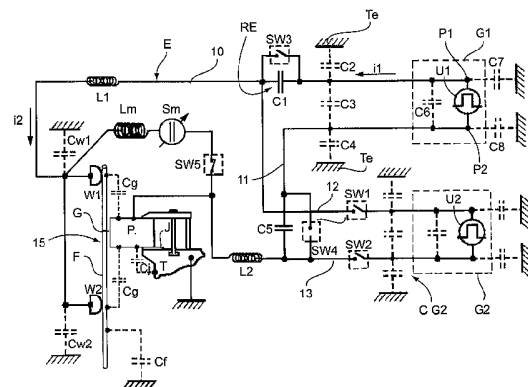 Te
SW3
E
RE
P1
G1
10
C2
U1
C7
i1
L1
C1
C3
C6
i2
Lm
Sm
C4
C8
Cw1
SW5
11
Te
P2
W1
Cg
12
SW1
U2
G
P.
C5
15
F
T
L2
SW4
SW2
W2
Cg
13
C G2
G2
Cw2
Cf